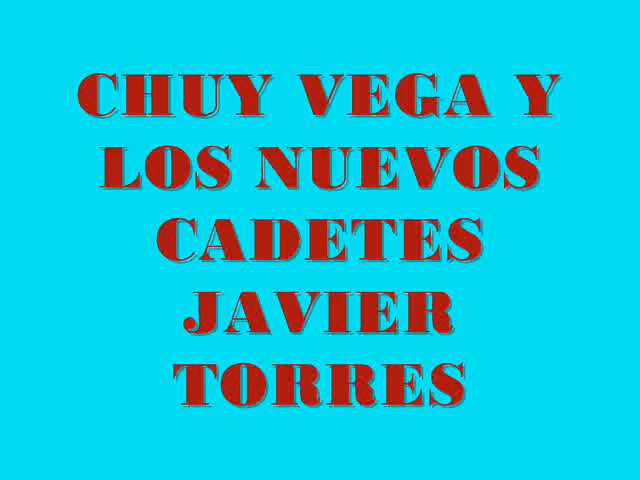 CHUY VEGA Y
LOS NUEVOS
CADETES
JAVIER
TORRES